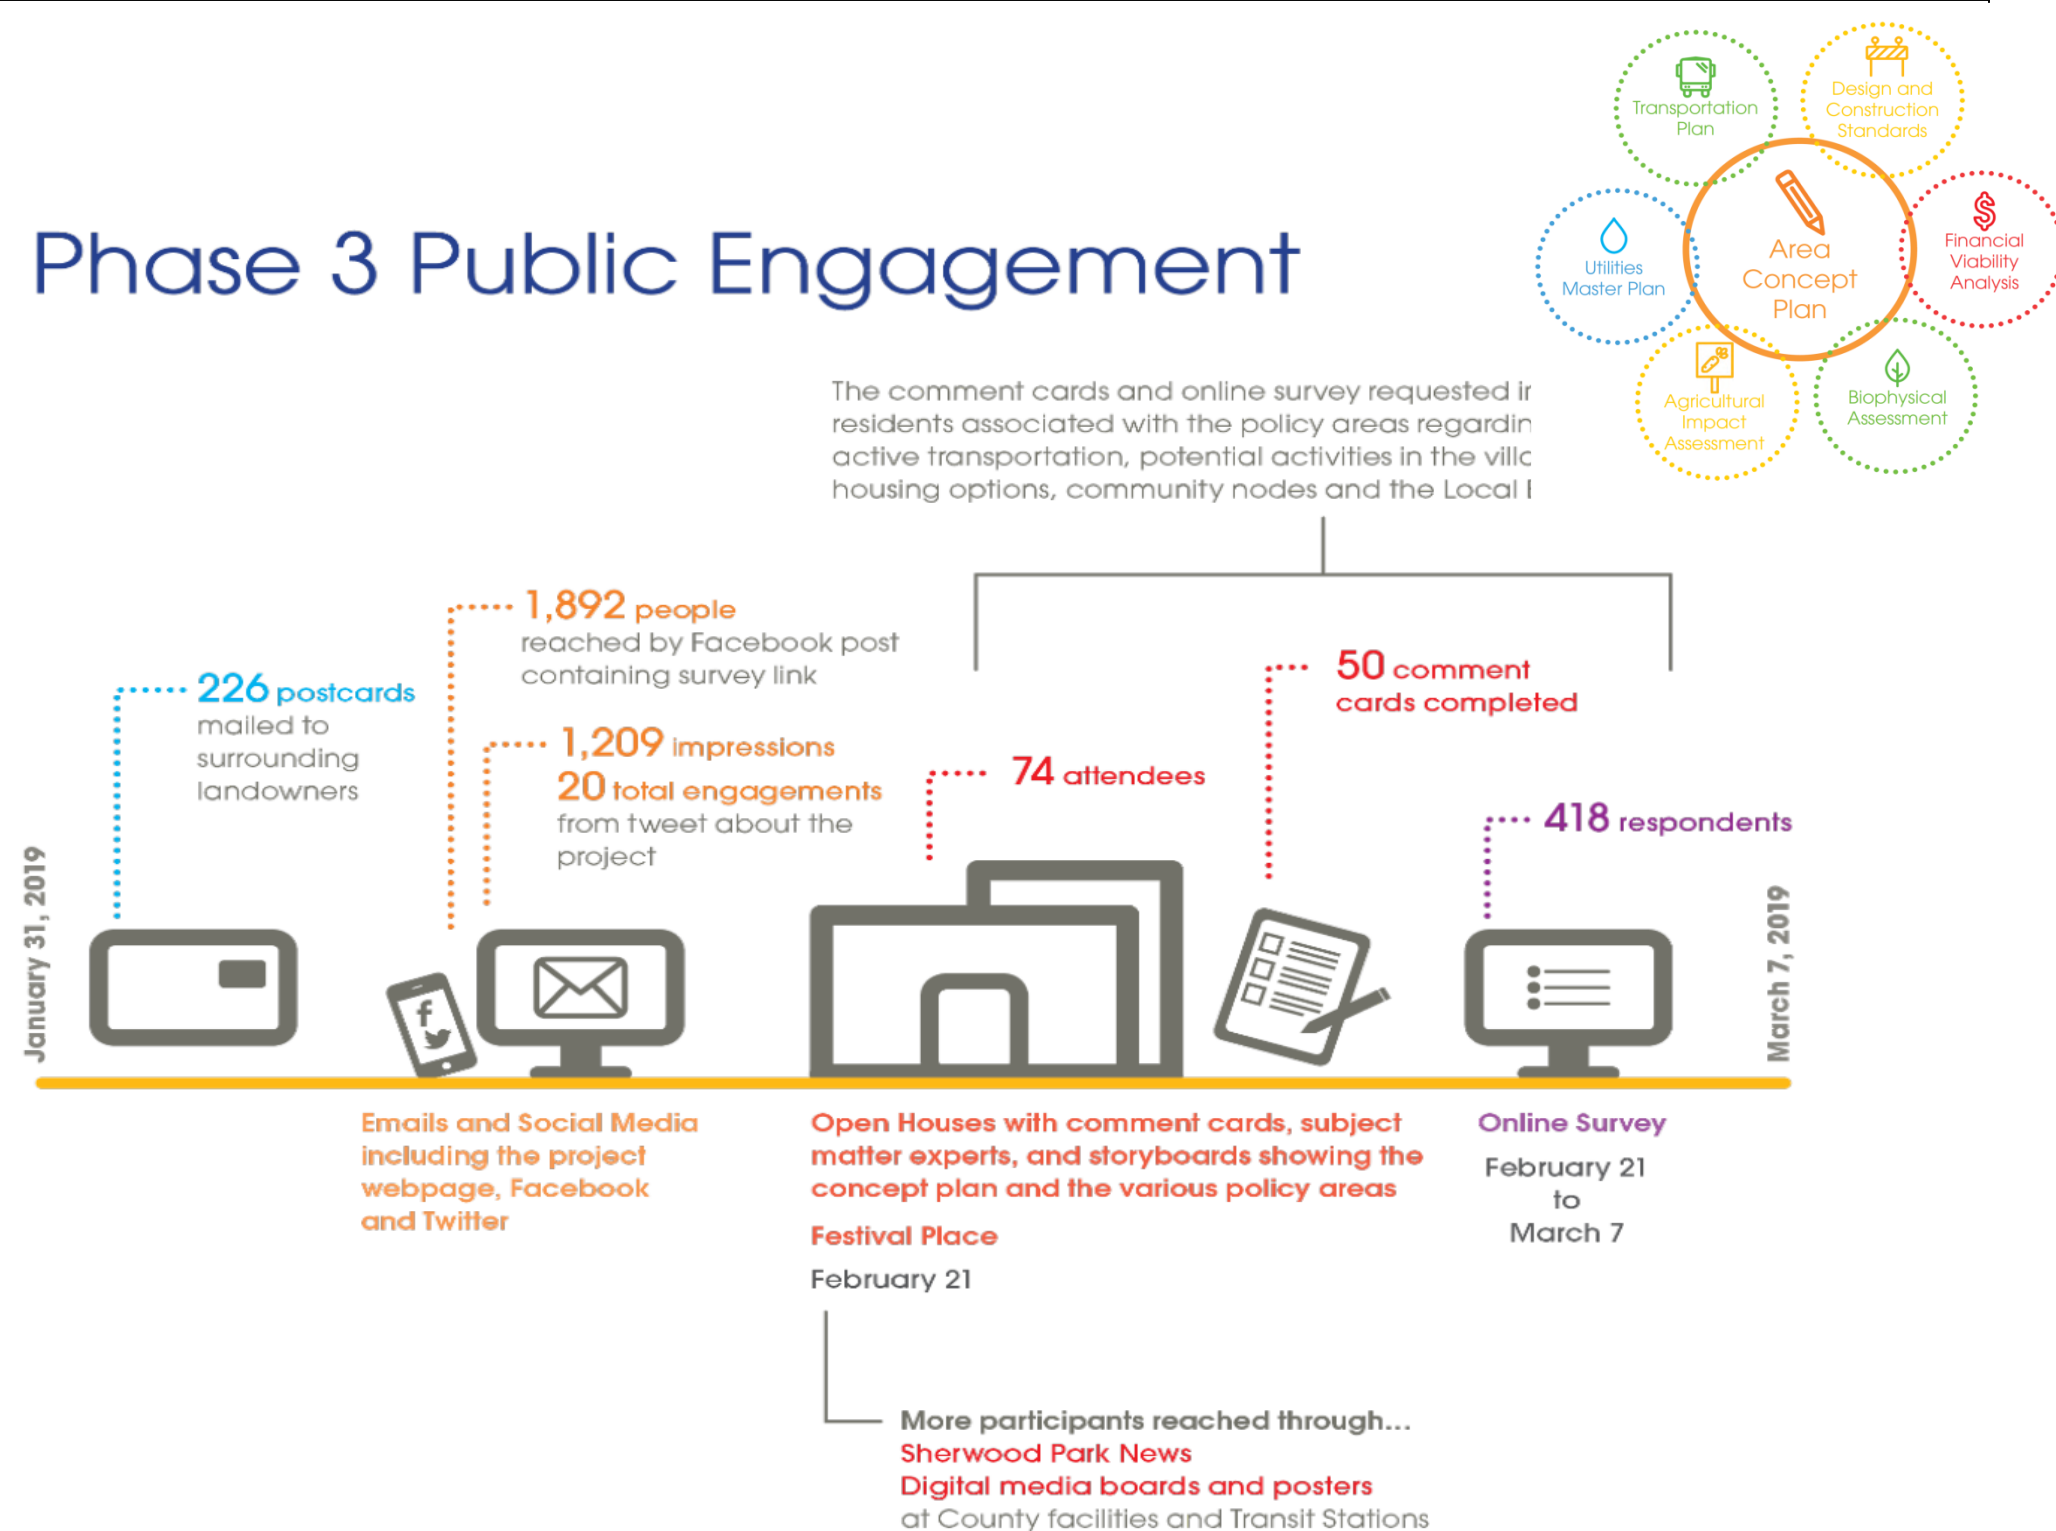 Transportation
Plan
Design and
Construction
Standards
Utilities
Master Plan
Area
Concept
Plan
Financial
Viability
Analysis
Agricultural
Impact
Assessment
Biophysical
Assessment
Phase 3 Public Engagement
The comment cards and online survey requested
residents associated with the policy areas
active transportation, potential activities in the
housing options, community nodes and the Local
1,892 people
reached by Facebook post
containing survey link
226 postcards
mailed to
surrounding
landowners
1,209 impressions
20 total engagements
from tweet about the
project
74 attendees
50 comment
cards completed
418 respondents
January 31, 2019
March 7, 2019
Emails and Social Media
including the project
webpage, Facebook
and Twitter
Open Houses with comment cards, subject
matter experts, and storyboards showing the
concept plan and the various policy areas
Festival Place
February 21
Online Survey
February 21
to
March 7
More participants reached through...
Sherwood Park News
Digital media boards and posters
at County facilities and Transit Stations